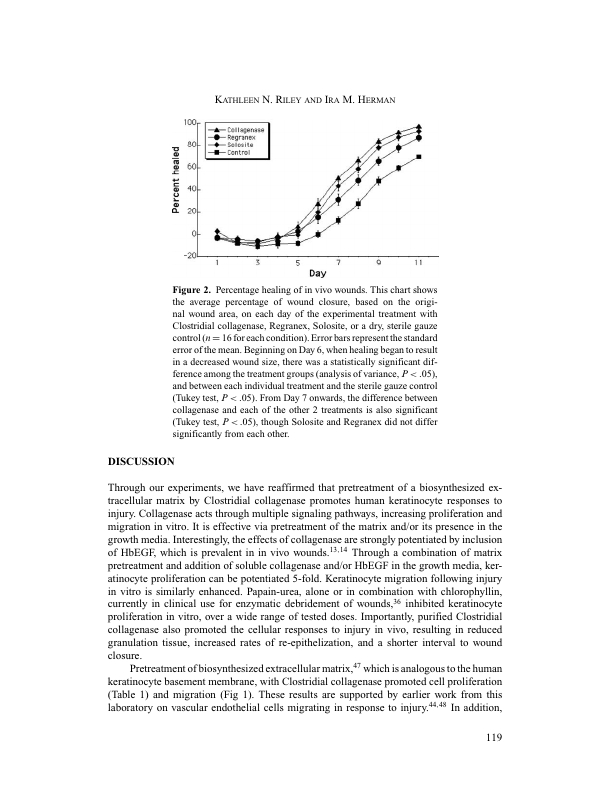 KATHLEEN N. RILEY AND IRA M. HERMAN
100
80
60
40
20
0
-20
Percent healed
Collagenase
Regranex
Solosite
Control
1 3 5 7 9 11
Day
Figure 2. Percentage healing of in vivo wounds. This chart shows
the average percentage of wound closure, based on the origi-
nal wound area, on each day of the experimental treatment with
Clostridial collagenase, Regranex, Solosite, or a dry, sterile gauze
control (n = 16 for each condition). Error bars represent the standard
error of the mean. Beginning on Day 6, when healing began to result
in a decreased wound size, there was a statistically significant dif-
ference among the treatment groups (analysis of variance, P < .05),
and between each individual treatment and the sterile gauze control
(Tukey test, P < .05). From Day 7 onwards, the difference between
collagenase and each of the other 2 treatments is also significant
(Tukey test, P < .05), though Solosite and Regranex did not differ
significantly from each other.
DISCUSSION
Through our experiments, we have reaffirmed that pretreatment of a biosynthesized ex-
tracellular matrix by Clostridial collagenase promotes human keratinocyte responses to
injury. Collagenase acts through multiple signaling pathways, increasing proliferation and
migration in vitro. It is effective via pretreatment of the matrix and/or its presence in the
growth media. Interestingly, the effects of collagenase are strongly potentiated by inclusion
of HbEGF, which is prevalent in in vivo wounds.13,14 Through a combination of matrix
pretreatment and addition of soluble collagenase and/or HbEGF in the growth media, ker-
atinocyte proliferation can be potentiated 5-fold. Keratinocyte migration following injury
in vitro is similarly enhanced. Papain-urea, alone or in combination with chlorophyllin,
currently in clinical use for enzymatic debridement of wounds,36 inhibited keratinocyte
proliferation in vitro, over a wide range of tested doses. Importantly, purified Clostridial
collagenase also promoted the cellular responses to injury in vivo, resulting in reduced
granulation tissue, increased rates of re-epithelization, and a shorter interval to wound
closure.
Pretreatment of biosynthesized extracellular matrix,47 which is analogous to the human
keratinocyte basement membrane, with Clostridial collagenase promoted cell proliferation
(Table 1) and migration (Fig 1). These results are supported by earlier work from this
laboratory on vascular endothelial cells migrating in response to injury.44,48 In addition,
119